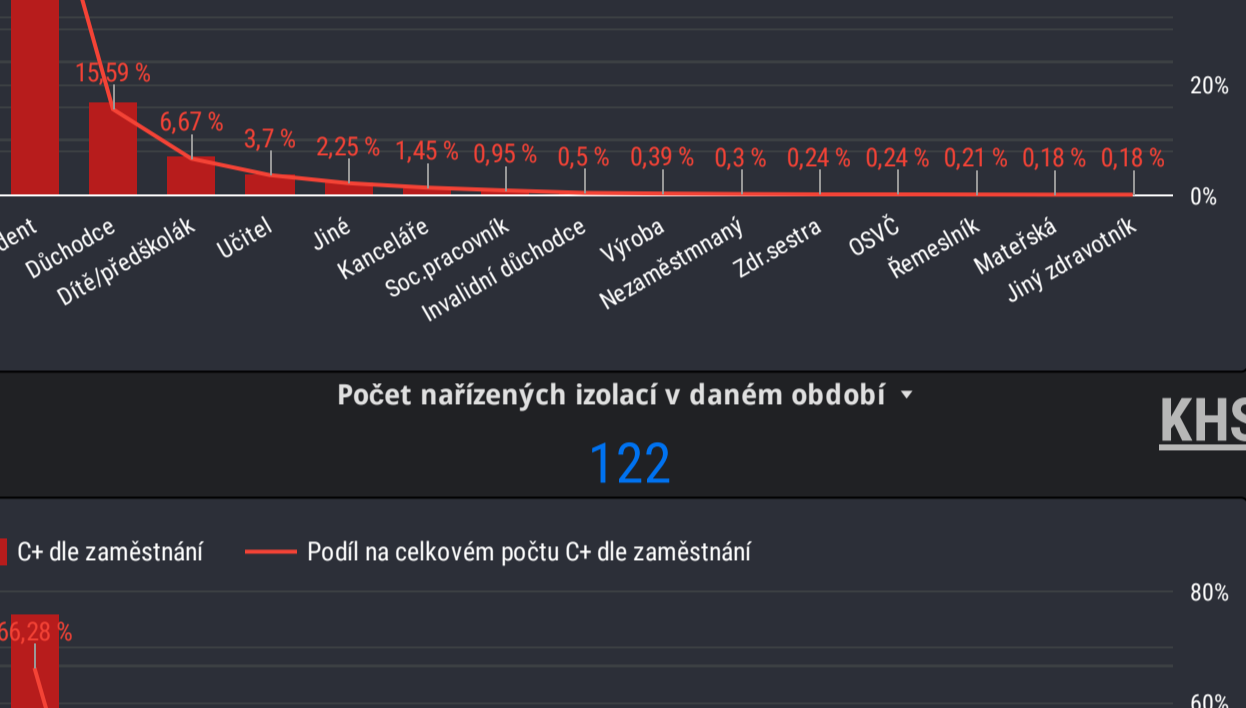 20%
15,59 %
6,67 %
3,7 %
2,25 %
1,45 %
0,95 %
0,5 %
0,39 %
0,3 %
0,24 %
0,24 %
0,21 %
0,18 %
0,18 %
0%
dent
Důchodce
Dítě/předškolák
Učitel
Jiné
Kanceláře
Soc.pracovník
Invalidní důchodce
Výroba
Nezaměstmnaný
Zdr.sestra
OSVČ
Řemeslník
Mateřská
Jiný zdravotník
Počet nařízených izolací v daném období
KHS
122
C+ dle zaměstnání
Podíl na celkovém počtu C+ dle zaměstnání
80%
66,28 %
60%